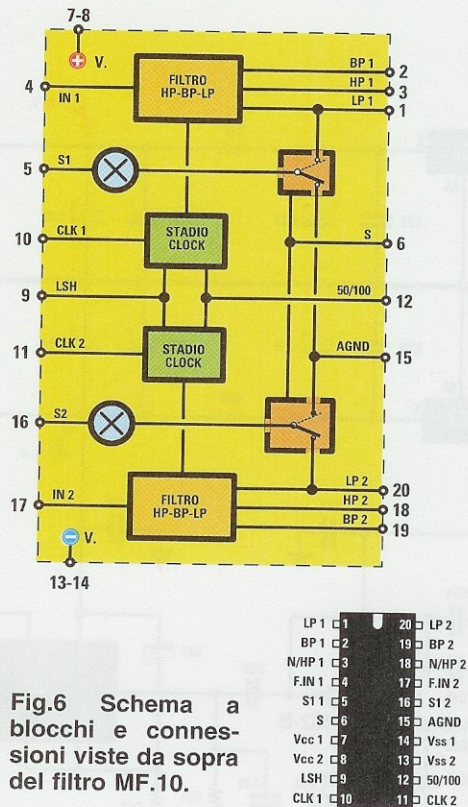 7-8
+ V.
4 IN 1
FILTRO
HP-BP-LP
BP 1 2
HP 1 3
LP 1 1
5 S1
10 CLK 1
STADIO
CLOCK
S 6
9 LSH
50/100 12
11 CLK 2
STADIO
CLOCK
AGND 15
16 S2
17 IN 2
FILTRO
HP-BP-LP
LP 2 20
HP 2 18
BP 2 19
- V.
13-14
LP 1 1 20 LP 2
BP 1 2 19 BP 2
N/HP 1 3 18 N/HP 2
F.IN 1 4 17 F.IN 2
S1 1 5 16 S1 2
S 6 15 AGND
Vcc 1 7 14 Vss 1
Vcc 2 8 13 Vss 2
LSH 9 12 50/100
CLK 1 10 11 CLK 2
Fig.6 Schema a
blocchi e connes-
sioni viste da sopra
del filtro MF.10.